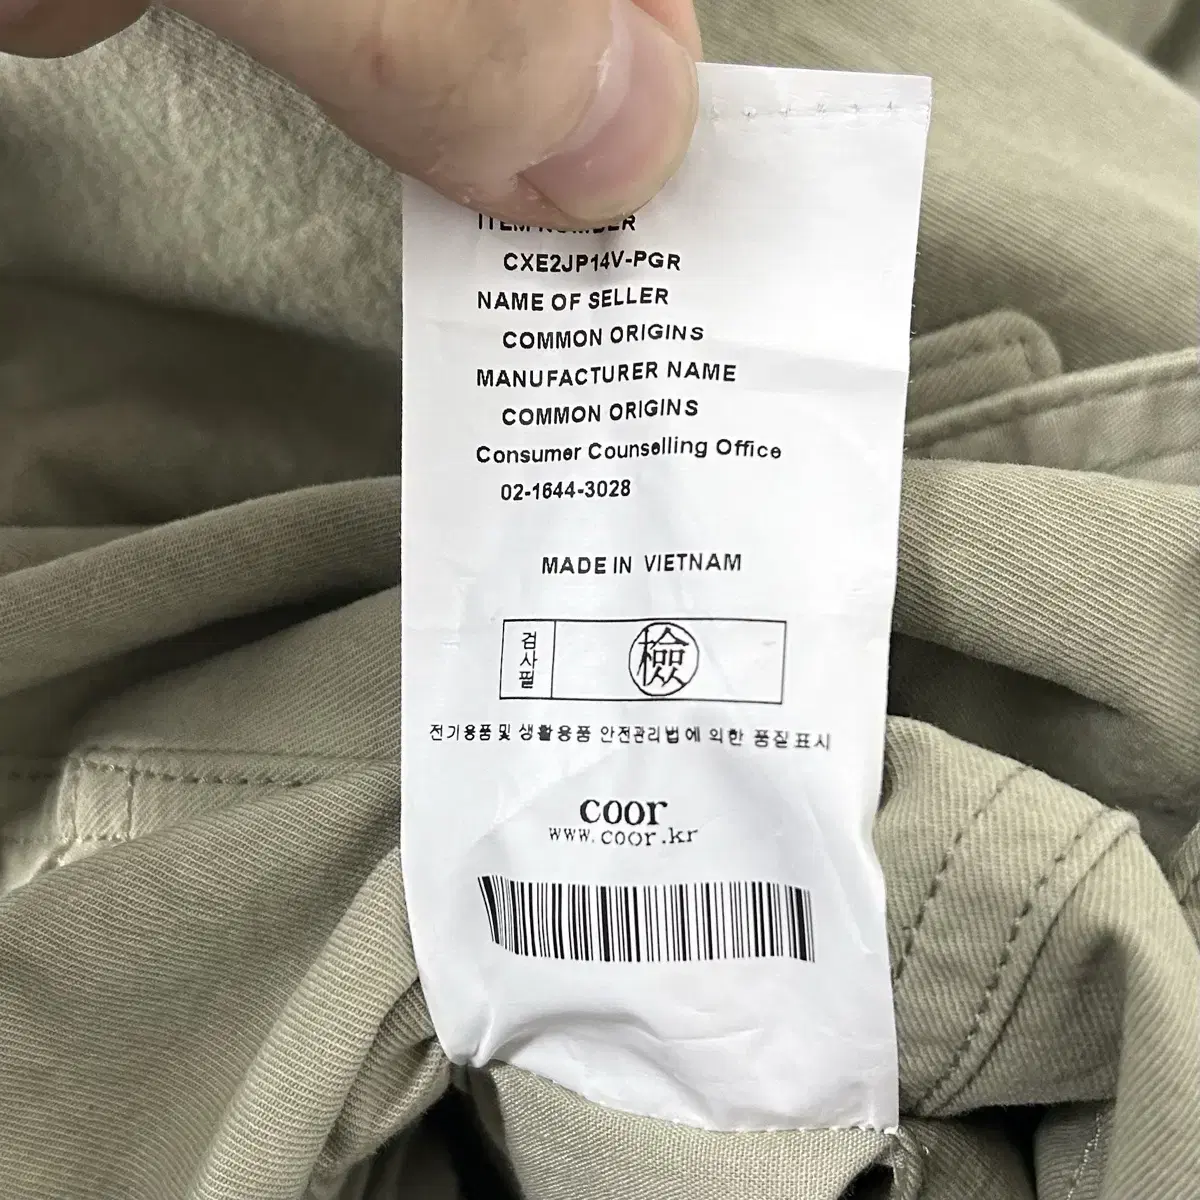 ITEM NUMBER
CXE2JP14V-PGR
NAME OF SELLER
COMMON ORIGINS
MANUFACTURER NAME
COMMON ORIGINS
Consumer Counselling Office
02-1644-3028
MADE IN VIETNAM
검사필
檢
전기용품 및 생활용품 안전관리법에 의한 품질표시
coor
www.coor.kr